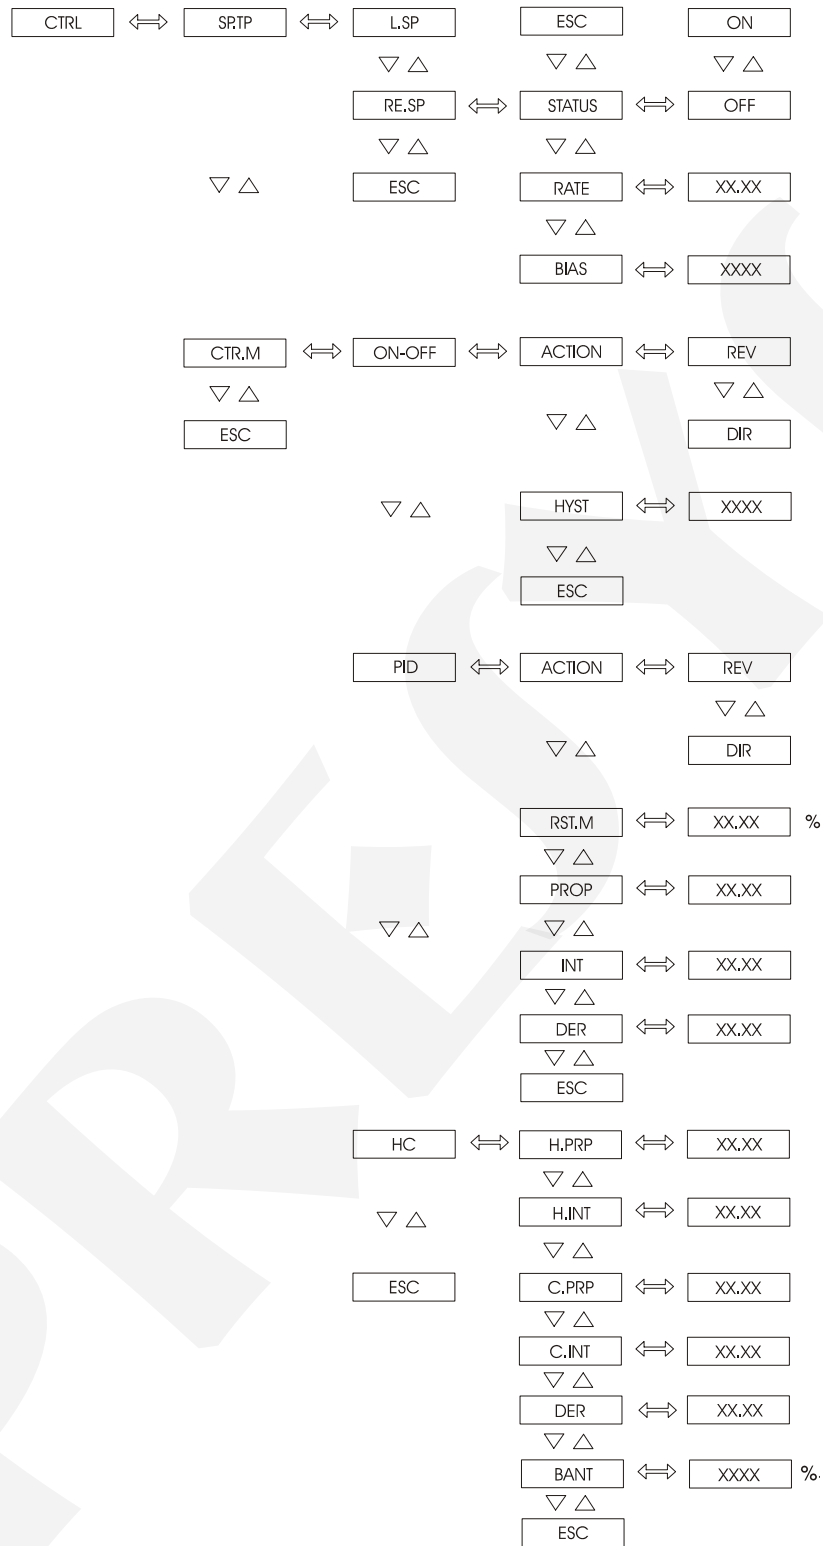 CTRL SP.TP L.SP ESC ON
RE.SP STATUS OFF
ESC RATE XX.XX
BIAS XXXX
CTR.M ON-OFF ACTION REV
ESC DIR
HYST XXXX
ESC
PID ACTION REV
DIR
RST.M XX.XX %
PROP XX.XX
INT XX.XX
DER XX.XX
ESC
HC H.PRP XX.XX
H.INT XX.XX
ESC C.PRP XX.XX
C.INT XX.XX
DER XX.XX
BANT XXXX %
ESC
PRESYS